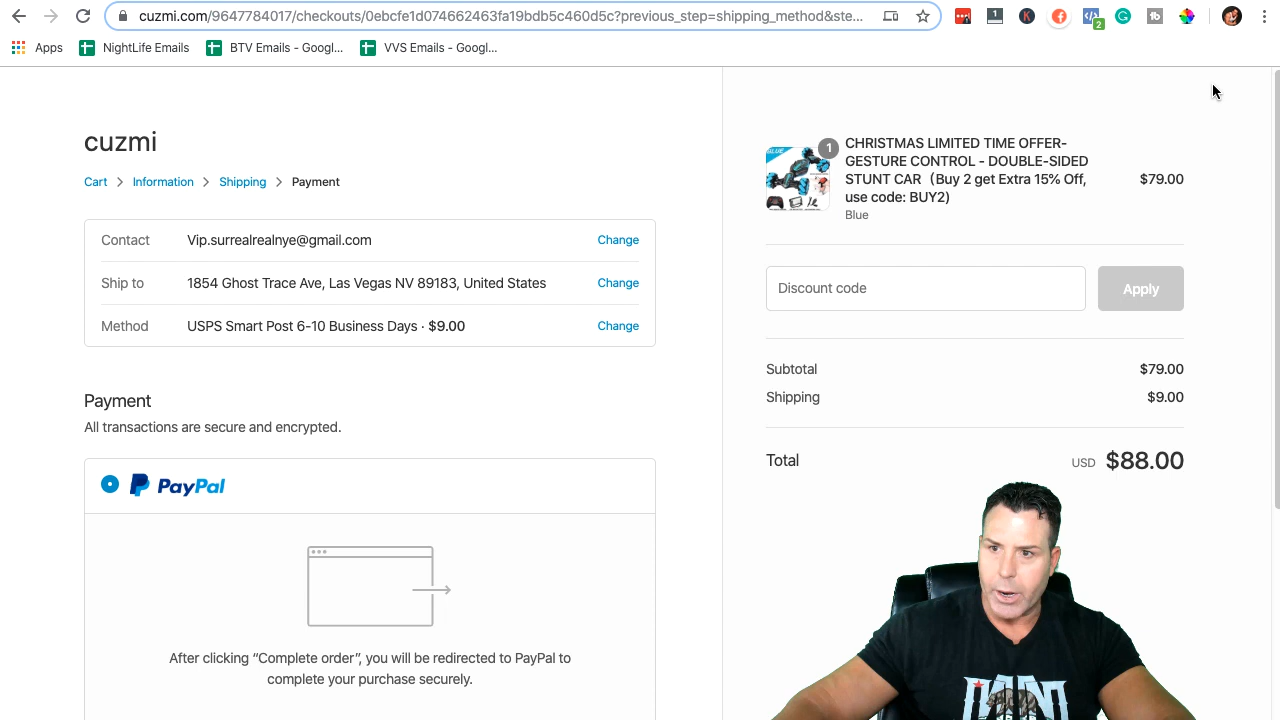 cuzmi.com/9647784017/checkouts/0ebcfe1d074662463fa19bdb5c460d5c?previous_step=shipping_method&ste...
Apps NightLife Emails BTV Emails - Googl... VVS Emails - Googl...
cuzmi
Cart > Information > Shipping > Payment
Contact Vip.surrealrealnye@gmail.com Change
Ship to 1854 Ghost Trace Ave, Las Vegas NV 89183, United States Change
Method USPS Smart Post 6-10 Business Days · $9.00 Change
Payment
All transactions are secure and encrypted.
PayPal
After clicking “Complete order”, you will be redirected to PayPal to
complete your purchase securely.
1
CHRISTMAS LIMITED TIME OFFER-
GESTURE CONTROL - DOUBLE-SIDED
STUNT CAR（Buy 2 get Extra 15% Off,
use code: BUY2)
Blue
$79.00
Discount code Apply
Subtotal $79.00
Shipping $9.00
Total USD $88.00